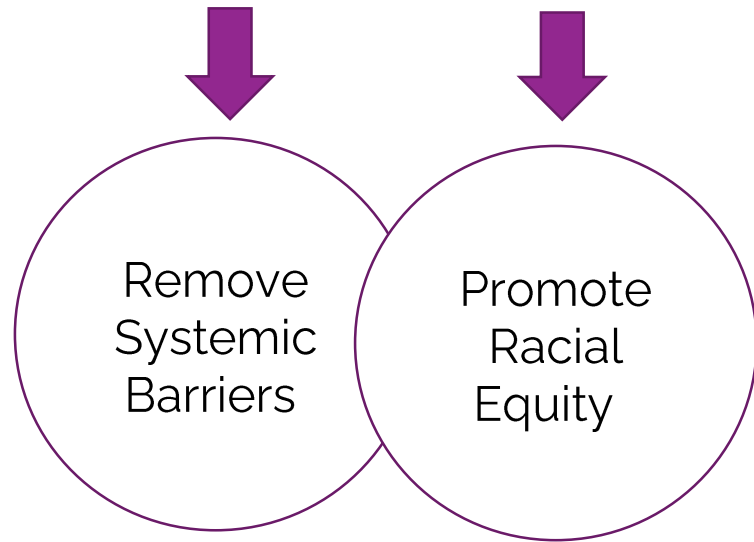 Remove
Systemic
Barriers
Promote
Racial
Equity